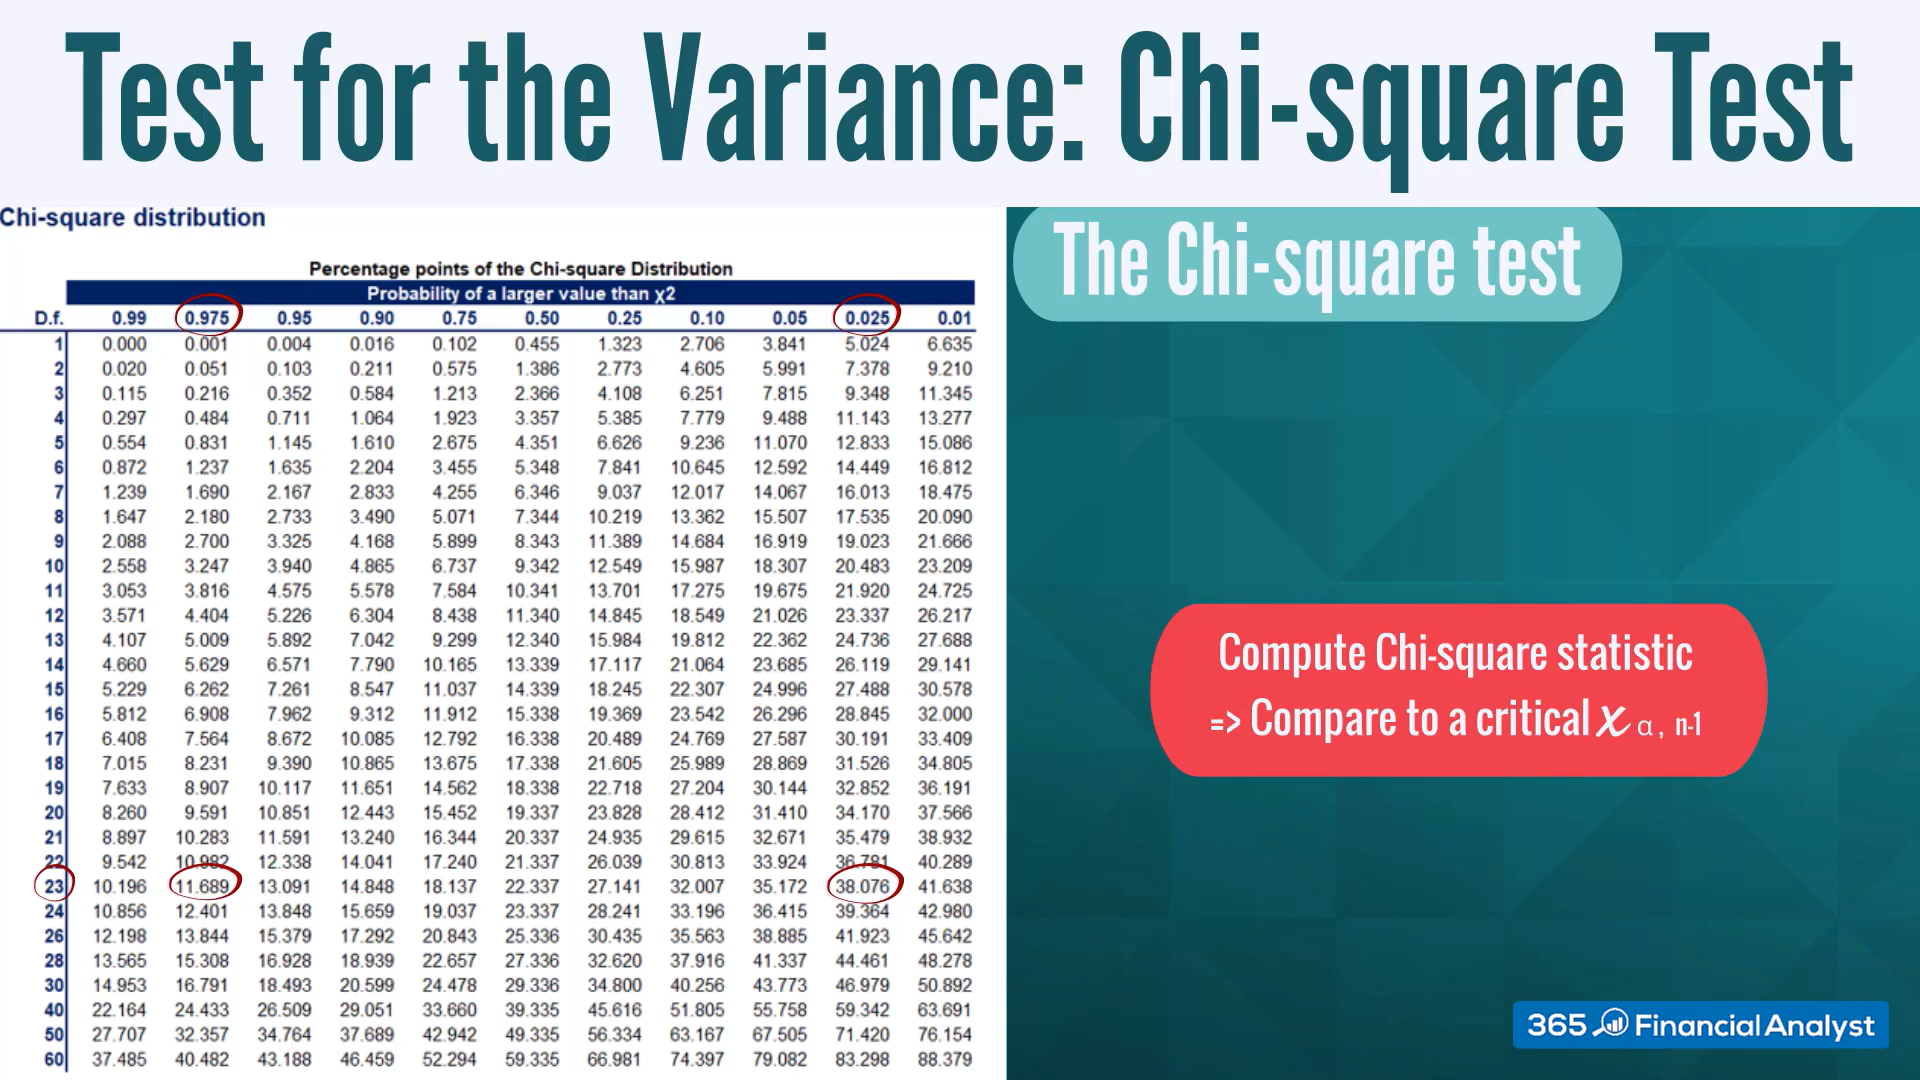 Test for the Variance: Chi-square Test
Chi-square distribution
Percentage points of the Chi-square Distribution
Probability of a larger value than χ2
D.f. 0.99 0.975 0.95 0.90 0.75 0.50 0.25 0.10 0.05 0.025 0.01
1 0.000 0.001 0.004 0.016 0.102 0.455 1.323 2.706 3.841 5.024 6.635
2 0.020 0.051 0.103 0.211 0.575 1.386 2.773 4.605 5.991 7.378 9.210
3 0.115 0.216 0.352 0.584 1.213 2.366 4.108 6.251 7.815 9.348 11.345
4 0.297 0.484 0.711 1.064 1.923 3.357 5.385 7.779 9.488 11.143 13.277
5 0.554 0.831 1.145 1.610 2.675 4.351 6.626 9.236 11.070 12.833 15.086
6 0.872 1.237 1.635 2.204 3.455 5.348 7.841 10.645 12.592 14.449 16.812
7 1.239 1.690 2.167 2.833 4.255 6.346 9.037 12.017 14.067 16.013 18.475
8 1.647 2.180 2.733 3.490 5.071 7.344 10.219 13.362 15.507 17.535 20.090
9 2.088 2.700 3.325 4.168 5.899 8.343 11.389 14.684 16.919 19.023 21.666
10 2.558 3.247 3.940 4.865 6.737 9.342 12.549 15.987 18.307 20.483 23.209
11 3.053 3.816 4.575 5.578 7.584 10.341 13.701 17.275 19.675 21.920 24.725
12 3.571 4.404 5.226 6.304 8.438 11.340 14.845 18.549 21.026 23.337 26.217
13 4.107 5.009 5.892 7.042 9.299 12.340 15.984 19.812 22.362 24.736 27.688
14 4.660 5.629 6.571 7.790 10.165 13.339 17.117 21.064 23.685 26.119 29.141
15 5.229 6.262 7.261 8.547 11.037 14.339 18.245 22.307 24.996 27.488 30.578
16 5.812 6.908 7.962 9.312 11.912 15.338 19.369 23.542 26.296 28.845 32.000
17 6.408 7.564 8.672 10.085 12.792 16.338 20.489 24.769 27.587 30.191 33.409
18 7.015 8.231 9.390 10.865 13.675 17.338 21.605 25.989 28.869 31.526 34.805
19 7.633 8.907 10.117 11.651 14.562 18.338 22.718 27.204 30.144 32.852 36.191
20 8.260 9.591 10.851 12.443 15.452 19.337 23.828 28.412 31.410 34.170 37.566
21 8.897 10.283 11.591 13.240 16.344 20.337 24.935 29.615 32.671 35.479 38.932
22 9.542 10.982 12.338 14.041 17.240 21.337 26.039 30.813 33.924 36.781 40.289
23 10.196 11.689 13.091 14.848 18.137 22.337 27.141 32.007 35.172 38.076 41.638
24 10.856 12.401 13.848 15.659 19.037 23.337 28.241 33.196 36.415 39.364 42.980
26 12.198 13.844 15.379 17.292 20.843 25.336 30.435 35.563 38.885 41.923 45.642
28 13.565 15.308 16.928 18.939 22.657 27.336 32.620 37.916 41.337 44.461 48.278
30 14.953 16.791 18.493 20.599 24.478 29.336 34.800 40.256 43.773 46.979 50.892
40 22.164 24.433 26.509 29.051 33.660 39.335 45.616 51.805 55.758 59.342 63.691
50 27.707 32.357 34.764 37.689 42.942 49.335 56.334 63.167 67.505 71.420 76.154
60 37.485 40.482 43.188 46.459 52.294 59.335 66.981 74.397 79.082 83.298 88.379
The Chi-square test
Compute Chi-square statistic
=> Compare to a critical χ α, n-1
365 Financial Analyst